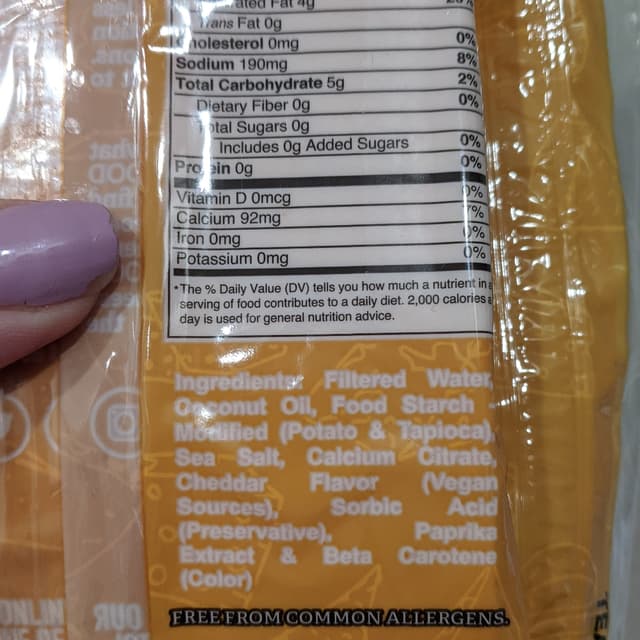 ated Fat 4g
Trans Fat 0g
Cholesterol 0mg 0%
Sodium 190mg 8%
Total Carbohydrate 5g 2%
Dietary Fiber 0g 0%
Total Sugars 0g
Includes 0g Added Sugars 0%
Protein 0g 0%
Vitamin D 0mcg 0%
Calcium 92mg 7%
Iron 0mg 0%
Potassium 0mg 0%
*The % Daily Value (DV) tells you how much a nutrient in a
serving of food contributes to a daily diet. 2,000 calories a
day is used for general nutrition advice.
Ingredients: Filtered Water,
Coconut Oil, Food Starch -
Modified (Potato & Tapioca),
Sea Salt, Calcium Citrate,
Cheddar Flavor (Vegan
Sources), Sorbic Acid
(Preservative), Paprika
Extract & Beta Carotene
(Color)
FREE FROM COMMON ALLERGENS.
OUR